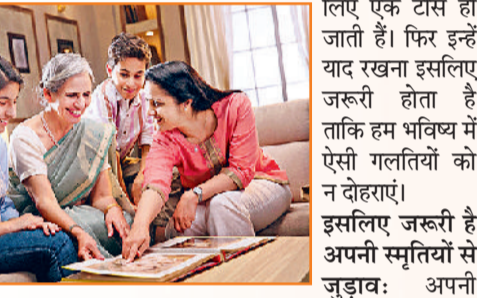 लिए एक टीस हो
जाती हैं। फिर इन्हें
याद रखना इसलिए
जरूरी होता है
ताकि हम भविष्य में
ऐसी गलतियों को
न दोहराएं।
इसलिए जरूरी है
अपनी स्मृतियों से
जुड़ाव: अपनी